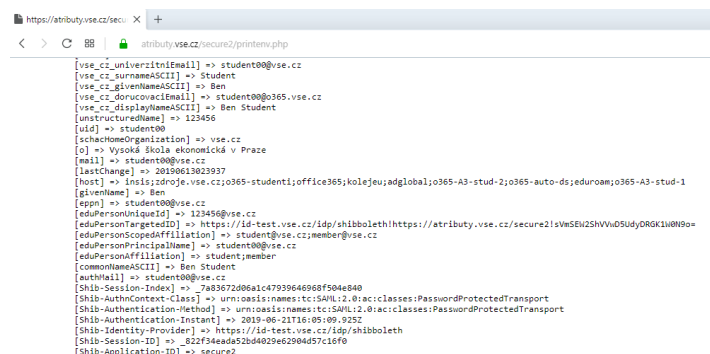 https://atributy.vse.cz/secu
atributy.vse.cz/secure2/printenv.php
[vse_cz_univerzitniEmail] => student00@vse.cz
[vse_cz_surnameASCII] => Student
[vse_cz_givenNameASCII] => Ben
[vse_cz_dorucovaciEmail] => student00@o365.vse.cz
[vse_cz_displayNameASCII] => Ben Student
[unstructuredName] => 123456
[uid] => student00
[schacHomeOrganization] => vse.cz
[o] => Vysoká škola ekonomická v Praze
[mail] => student00@vse.cz
[lastChange] => 20190613023937
[host] => insis;zdroje.vse.cz;o365-studenti;office365;kolejeu;adglobal;o365-A3-stud-2;o365-auto-ds;eduroam;o365-A3-stud-1
[givenName] => Ben
[eppn] => student00@vse.cz
[eduPersonUniqueId] => 123456@vse.cz
[eduPersonTargetedID] => https://id-test.vse.cz/idp/shibboleth!https://atributy.vse.cz/secure2!sVmSEW2ShVVwD5UdyDRGK1W0N9o=
[eduPersonScopedAffiliation] => student@vse.cz;member@vse.cz
[eduPersonPrincipalName] => student00@vse.cz
[eduPersonAffiliation] => student;member
[commonNameASCII] => Ben Student
[authMail] => student00@vse.cz
[Shib-Session-Index] => _7a83672d06a1c47939646968f504e840
[Shib-AuthnContext-Class] => urn:oasis:names:tc:SAML:2.0:ac:classes:PasswordProtectedTransport
[Shib-Authentication-Method] => urn:oasis:names:tc:SAML:2.0:ac:classes:PasswordProtectedTransport
[Shib-Authentication-Instant] => 2019-06-21T16:05:09.925Z
[Shib-Identity-Provider] => https://id-test.vse.cz/idp/shibboleth
[Shib-Session-ID] => _822f34eada52bd4029e62904d57c16f0
[Shib-Application-ID] => secure2